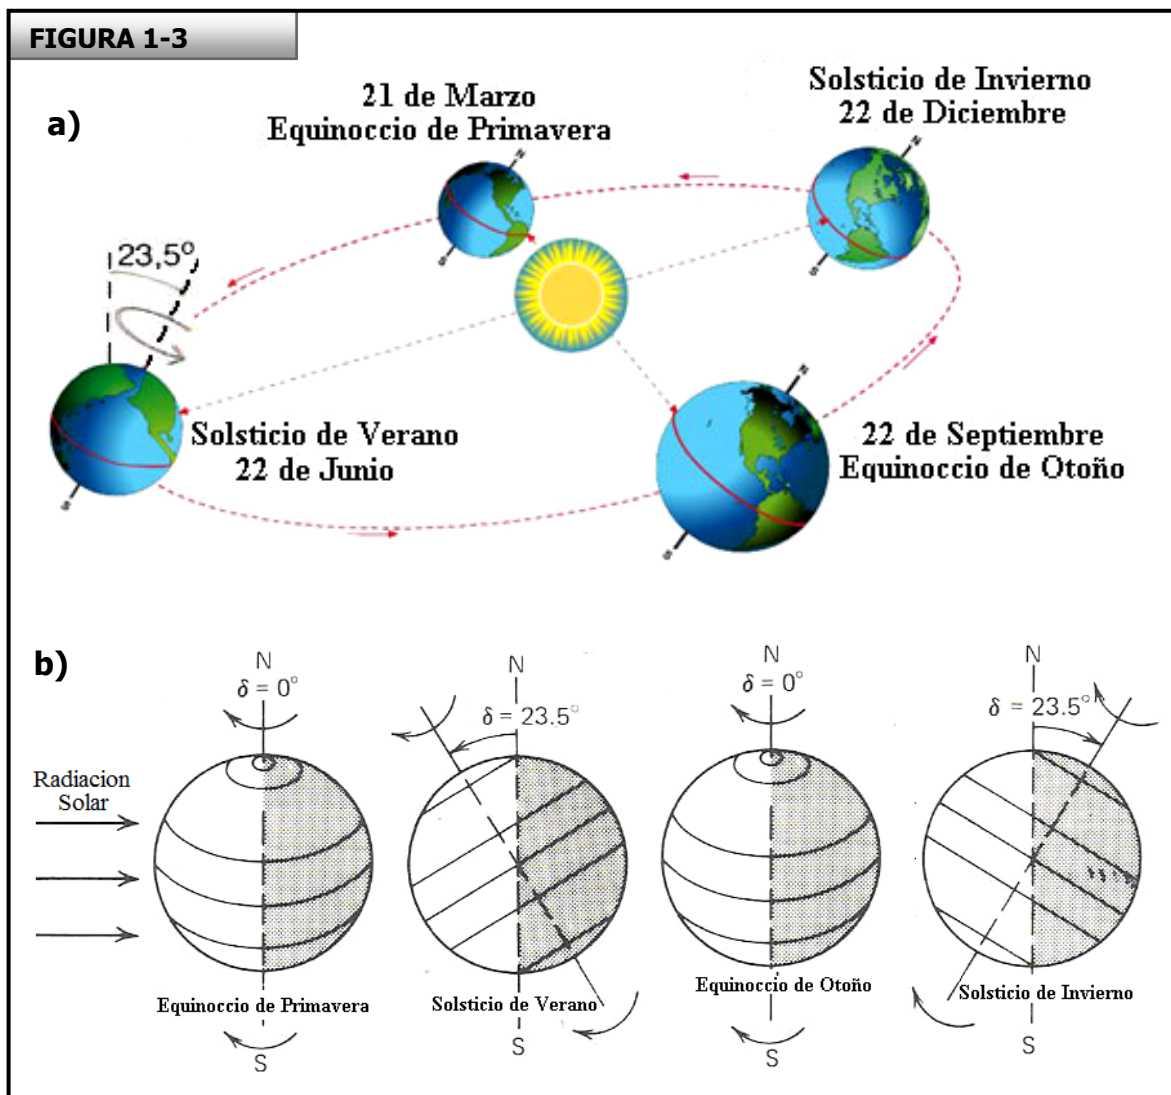 FIGURA 1-3
a)
21 de Marzo
Equinoccio de Primavera
Solsticio de Invierno
22 de Diciembre
N
N
S
S
23,5º
N
Solsticio de Verano
22 de Junio
22 de Septiembre
Equinoccio de Otoño
S
S
b)
N
δ = 0°
N
δ = 23.5°
N
δ = 0°
N
δ = 23.5°
Radiacion
Solar
Equinoccio de Primavera
Solsticio de Verano
Equinoccio de Otoño
Solsticio de Invierno
S
S
S
S